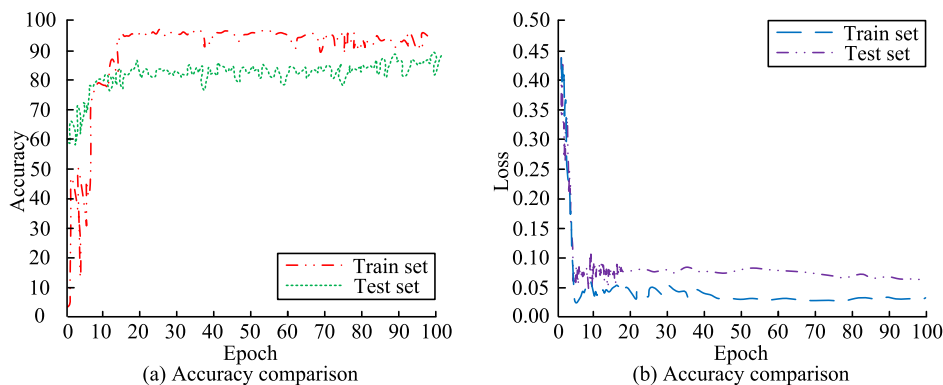 100
90
80
70
60
50
40
30
20
10
0
Accuracy
0 10 20 30 40 50 60 70 80 90 100
Epoch
Train set
Test set
(a) Accuracy comparison
0.50
0.45
0.40
0.35
0.30
0.25
0.20
0.15
0.10
0.05
0.00
Loss
0 10 20 30 40 50 60 70 80 90 100
Epoch
Train set
Test set
(b) Accuracy comparison